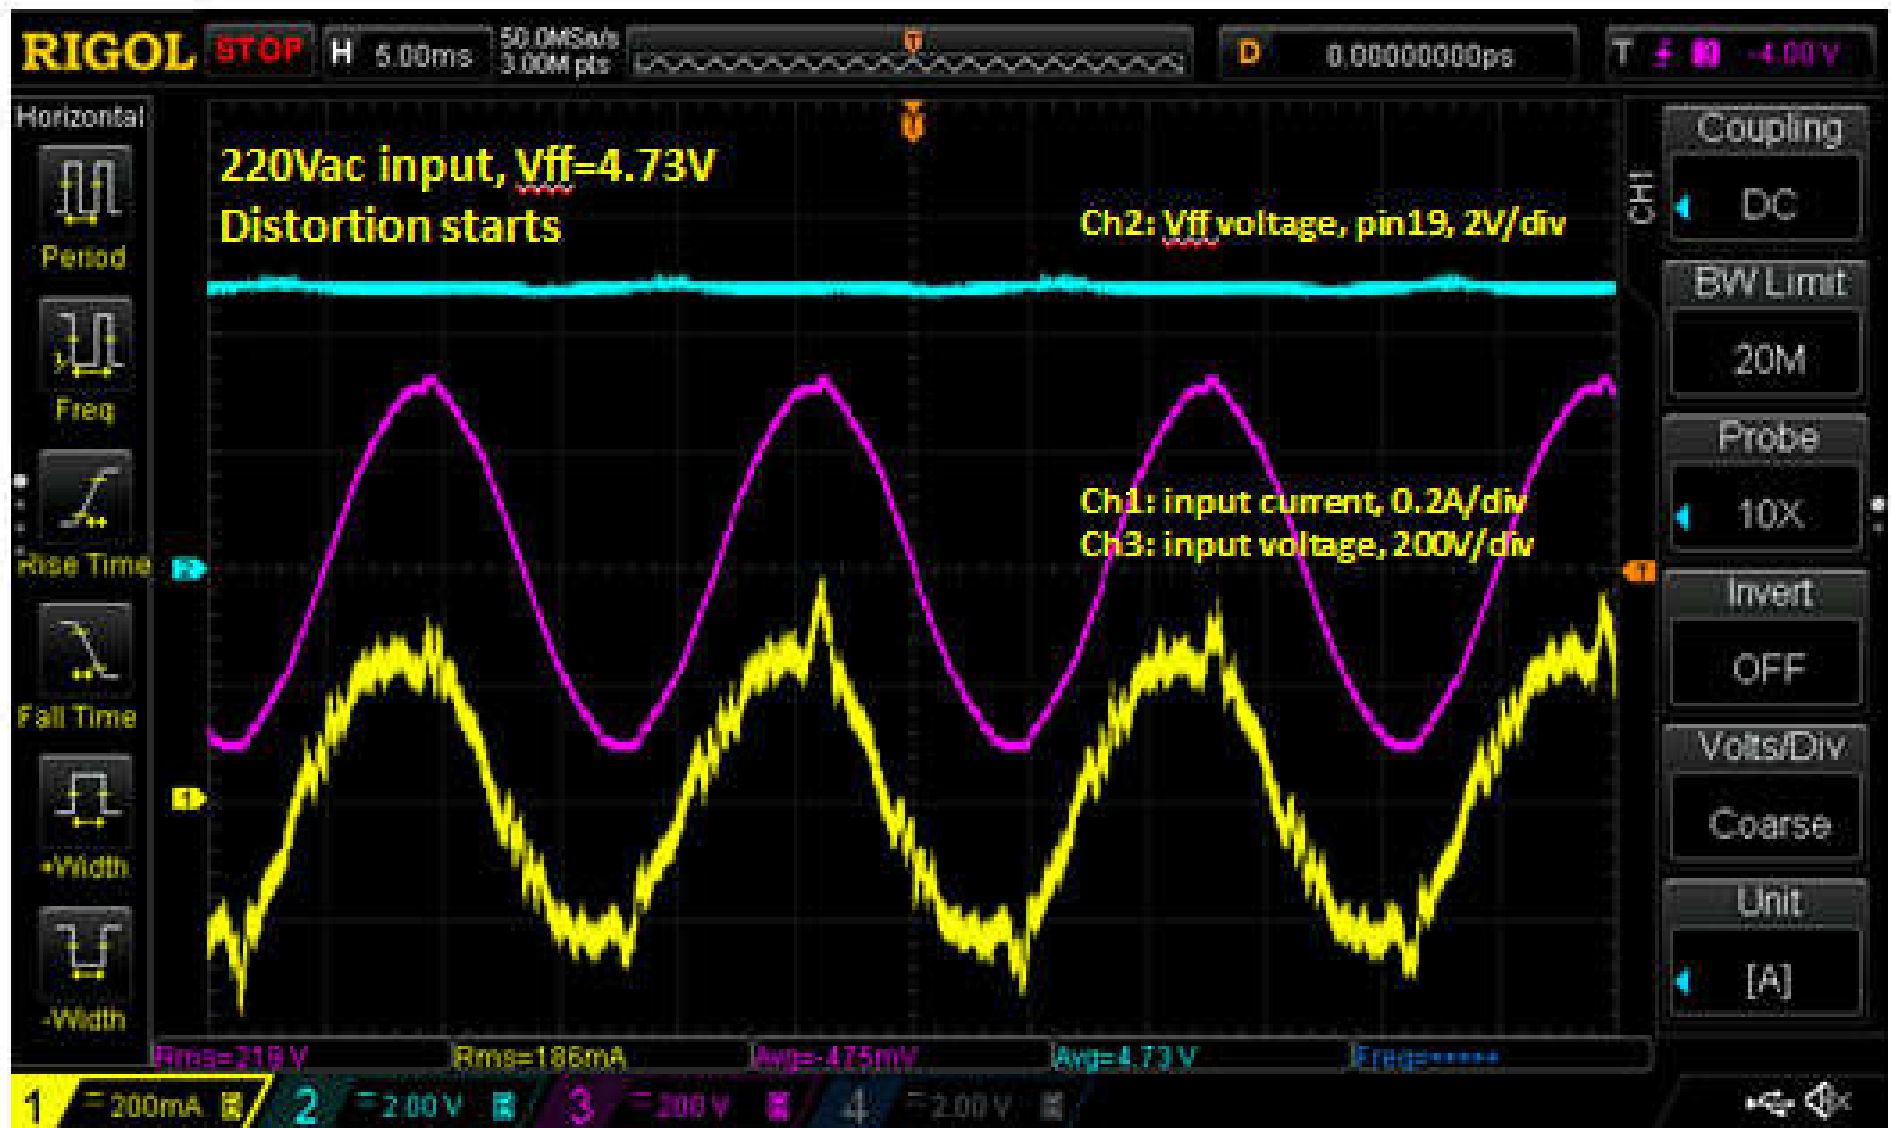 RIGOL STOP H 5.00ms 50.0MSa/s 3.00M pts D 0.00000000ps T -4.00 V
Horizontal
Period
Freq
Rise Time
Fall Time
+Width
-Width
220Vac input, Vff=4.73V
Distortion starts
Ch2: Vff voltage, pin19, 2V/div
Ch1: input current, 0.2A/div
Ch3: input voltage, 200V/div
CH1
Coupling
DC
BW Limit
20M
Probe
10X
Invert
OFF
Volts/Div
Coarse
Unit
[A]
Rms=219 V Rms=186mA Avg=-475mV Avg=4.73 V Freq=*****
1 200mA 2 2.00 V 3 200 V 4 2.00 V